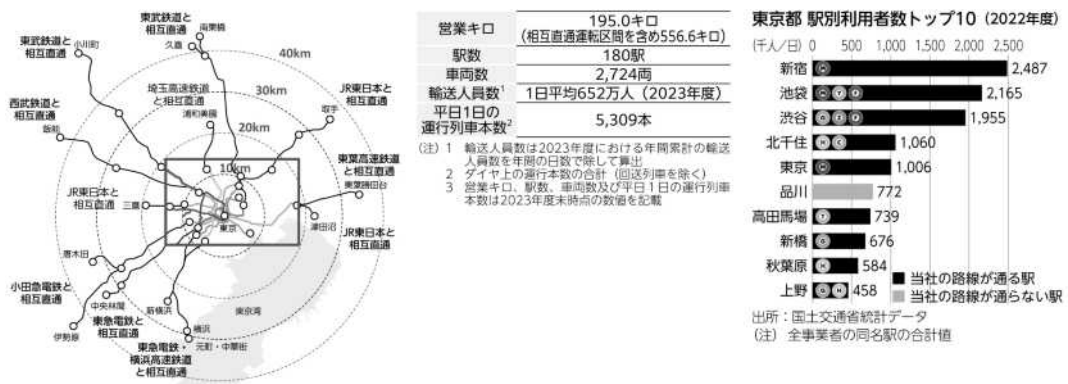 東武鉄道と
相互直通
南栗橋
久喜
東武鉄道と
相互直通
小川町
40km
埼玉高速鉄道
と相互直通
30km
JR東日本と
相互直通
西武鉄道と
相互直通
飯能
浦和美園
取手
20km
10km
東葉高速鉄道
と相互直通
東葉勝田台
JR東日本と
相互直通
三鷹
東京
津田沼
JR東日本と
相互直通
唐木田
小田急電鉄と
相互直通
中央林間
新横浜
東京湾
伊勢原
東急電鉄と
相互直通
横浜
元町・中華街
東急電鉄・
横浜高速鉄道
と相互直通
営業キロ
195.0キロ
(相互直通運転区間を含め556.6キロ)
駅数
180駅
車両数
2,724両
輸送人員数1
1日平均652万人(2023年度)
平日1日の
運行列車本数2
5,309本
(注) 1 輸送人員数は2023年度における年間累計の輸送
人員数を年間の日数で除して算出
2 ダイヤ上の運行本数の合計(回送列車を除く)
3 営業キロ、駅数、車両数及び平日1日の運行列車
本数は2023年度末時点の数値を記載
東京都 駅別利用者数トップ10(2022年度)
(千人/日) 0 500 1,000 1,500 2,000 2,500
新宿 2,487
池袋 2,165
渋谷 1,955
北千住 1,060
東京 1,006
品川 772
高田馬場 739
新橋 676
秋葉原 584
上野 458
当社の路線が通る駅
当社の路線が通らない駅
出所:国土交通省統計データ
(注) 全事業者の同名駅の合計値